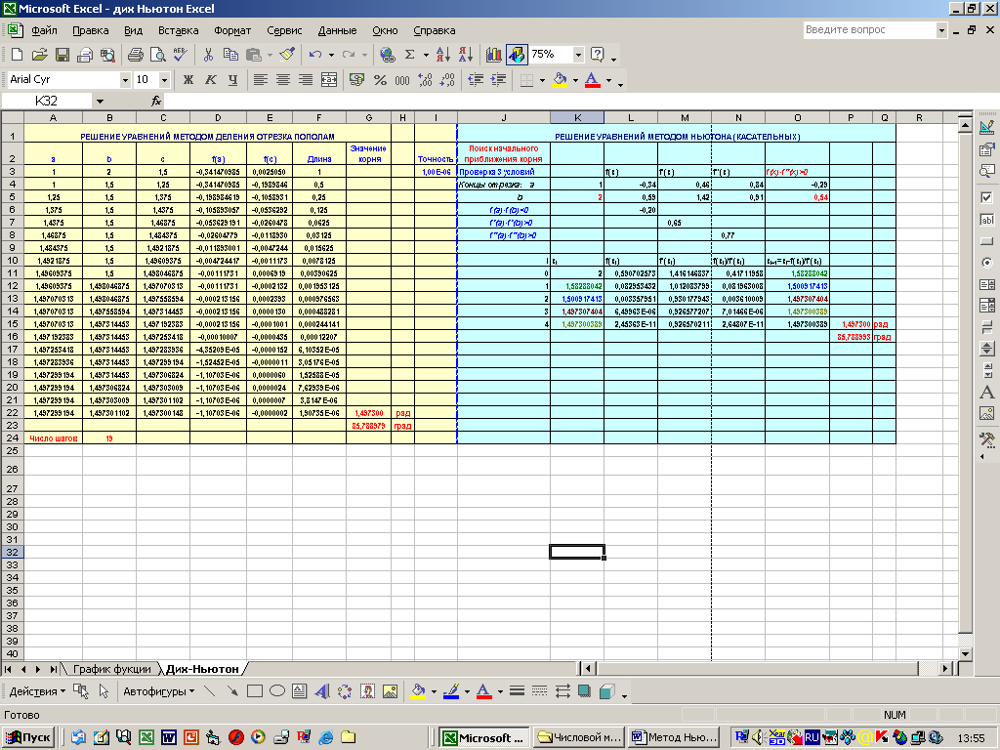 Microsoft Excel - дих Ньютон Excel
Файл Правка Вид Вставка Формат Сервис Данные Окно Справка Введите вопрос
75%
Arial Cyr 10 Ж К Ч
K32 fx
A B C D E F G H I J K L M N O P Q R
1 РЕШЕНИЕ УРАВНЕНИЙ МЕТОДОМ ДЕЛЕНИЯ ОТРЕЗКА ПОПОЛАМ РЕШЕНИЕ УРАВНЕНИЙ МЕТОДОМ НЬЮТОНА (КАСАТЕЛЬНЫХ)
2 a b c f(a) f(c) Длина Значение корня Точность Поиск начального приближения корня
3 1 2 1,5 -0,341470985 0,0025050 1 1,00E-06 Проверка 3 условий
4 1 1,5 1,25 -0,341470985 -0,1989846 0,5 Концы отрезка: a 1 -0,34 0,46 0,84 -0,29
5 1,25 1,5 1,375 -0,198984619 -0,1058931 0,25 b 2 0,59 1,42 0,91 0,54
6 1,375 1,5 1,4375 -0,105893057 -0,0536292 0,125 f(a)·f(b)<0 -0,20
7 1,4375 1,5 1,46875 -0,053629191 -0,0260478 0,0625 f'(a)·f'(b)>0 0,65
8 1,46875 1,5 1,484375 -0,02604779 -0,0118930 0,03125 f''(a)·f''(b)>0 0,77
9 1,484375 1,5 1,4921875 -0,011893001 -0,0047244 0,015625
10 1,4921875 1,5 1,49609375 -0,004724417 -0,0011173 0,0078125
11 1,49609375 1,5 1,498046875 -0,00111731 0,0006919 0,00390625 0 2 0,590702573 1,416146837 0,41711958 1,58288042
12 1,49609375 1,498046875 1,497070313 -0,00111731 -0,0002132 0,001953125 1 1,58288042 0,082953432 1,012083799 0,081963008 1,500917413
13 1,497070313 1,498046875 1,497558594 -0,000213156 0,0002393 0,000976563 2 1,500917413 0,003357951 0,930177943 0,003610009 1,497307404
14 1,497070313 1,497558594 1,497314453 -0,000213156 0,0000130 0,000488281 3 1,497307404 6,49963E-06 0,926577207 7,01466E-06 1,497300389
15 1,497070313 1,497314453 1,497192383 -0,000213156 -0,0001001 0,000244141 4 1,497300389 2,45363E-11 0,926570211 2,64807E-11 1,497300389 1,497300 рад
16 1,497192383 1,497314453 1,497253418 -0,00010007 -0,0000435 0,00012207 85,788993 град
17 1,497253418 1,497314453 1,497283936 -4,35209E-05 -0,0000152 6,10352E-05
18 1,497283936 1,497314453 1,497299194 -1,52452E-05 -0,0000011 3,05176E-05
19 1,497299194 1,497314453 1,497306824 -1,10703E-06 0,0000060 1,52588E-05
20 1,497299194 1,497306824 1,497303009 -1,10703E-06 0,0000024 7,62939E-06
21 1,497299194 1,497303009 1,497301102 -1,10703E-06 0,0000007 3,8147E-06
22 1,497299194 1,497301102 1,497300148 -1,10703E-06 -0,0000002 1,90735E-06 1,497300 рад
23 85,788979 град
24 Число шагов 19
25
26
27
28
29
30
31
32
33
34
35
36
37
38
39
40
График фукции Дих-Ньютон
Действия Автофигуры
Готово NUM
Пуск Microsoft ... Числовой м... Метод Нью... RU 13:55